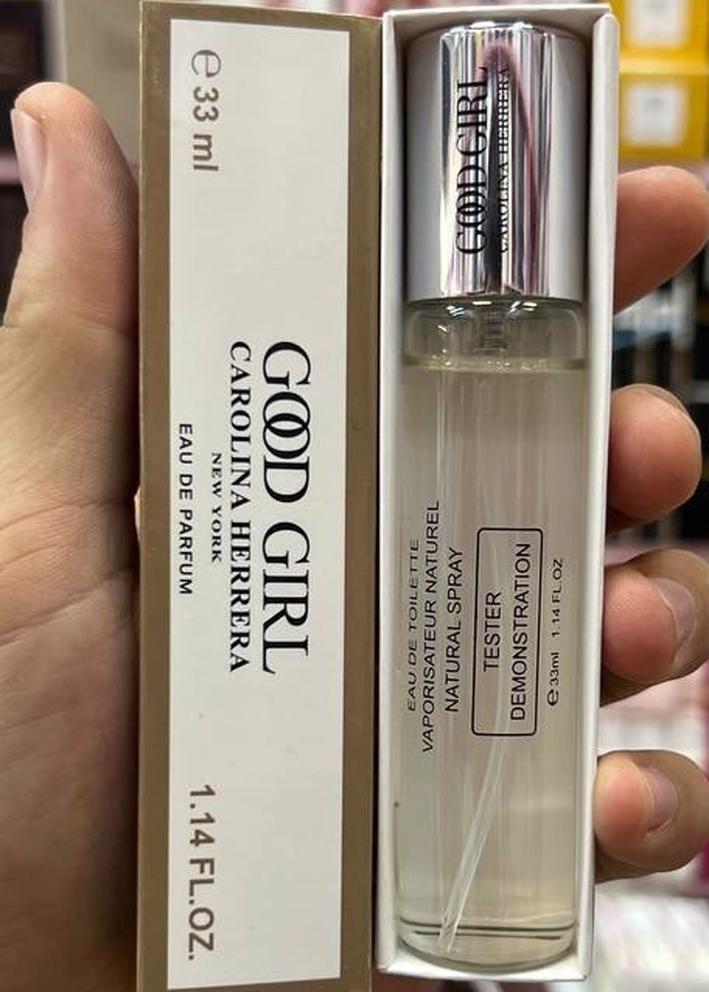 e 33 ml
GOOD GIRL
CAROLINA HERRERA
NEW YORK
EAU DE PARFUM
1.14 FL.OZ.
GOOD GIRL
CAROLINA HERRERA
EAU DE TOILETTE
VAPORISATEUR NATUREL
NATURAL SPRAY
TESTER
DEMONSTRATION
e 33ml 1.14 FL.OZ